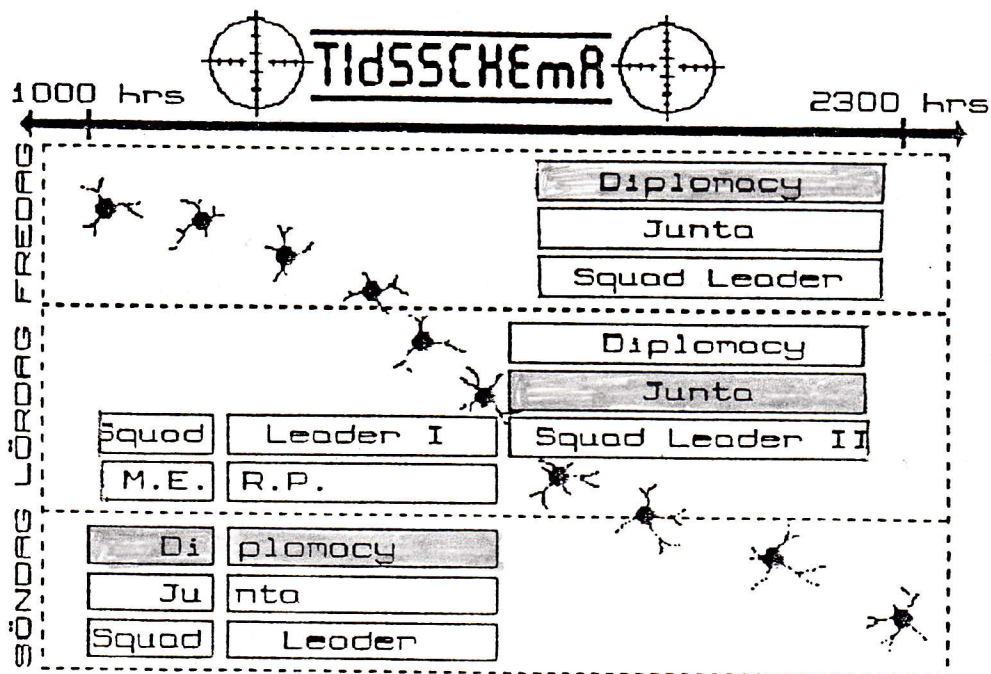 TIdSSCHEmA
1000 hrs 2300 hrs
FREDAG
Diplomacy
Junta
Squad Leader
LÖRDAG
Diplomacy
Junta
Squad Leader I Squad Leader II
M.E. R.P.
SÖNDAG
Di plomacy
Ju nta
Squad Leader